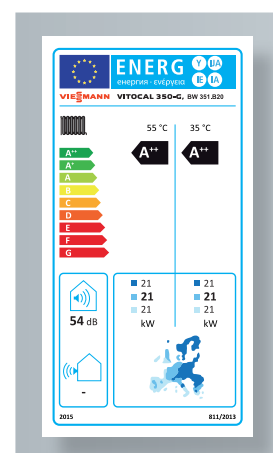 ENERG Y IJA
енергия · ενέργεια IE IA
VIESMANN VITOCAL 350-G, BW 351.B20
55 °C 35 °C
A++ A++
A++
A+
A
B
C
D
E
F
G
21 21
21 21
21 21
kW kW
54 dB
-
2015 811/2013